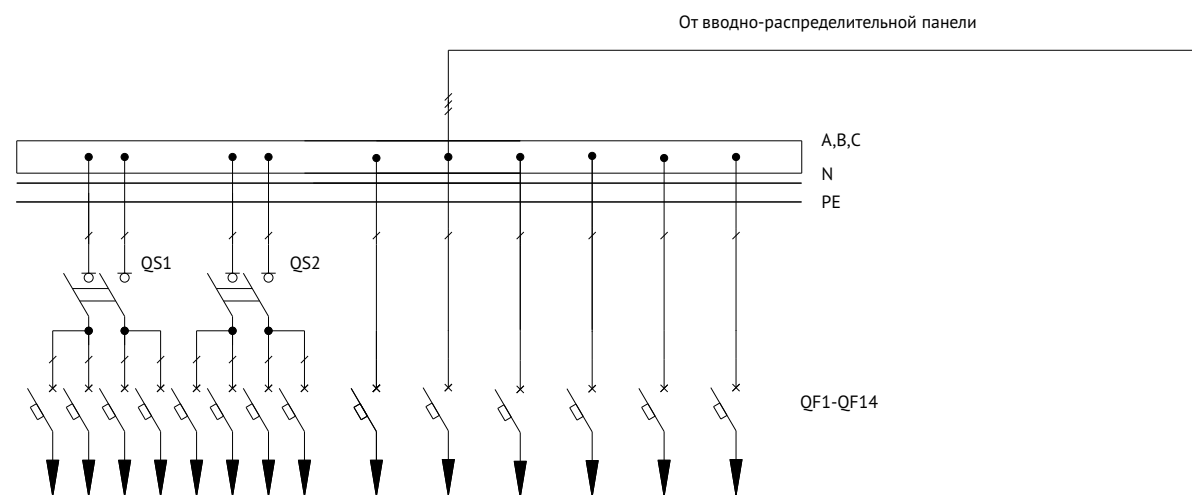 От вводно-распределительной панели
A,B,C
N
PE
QS1
QS2
QF1-QF14